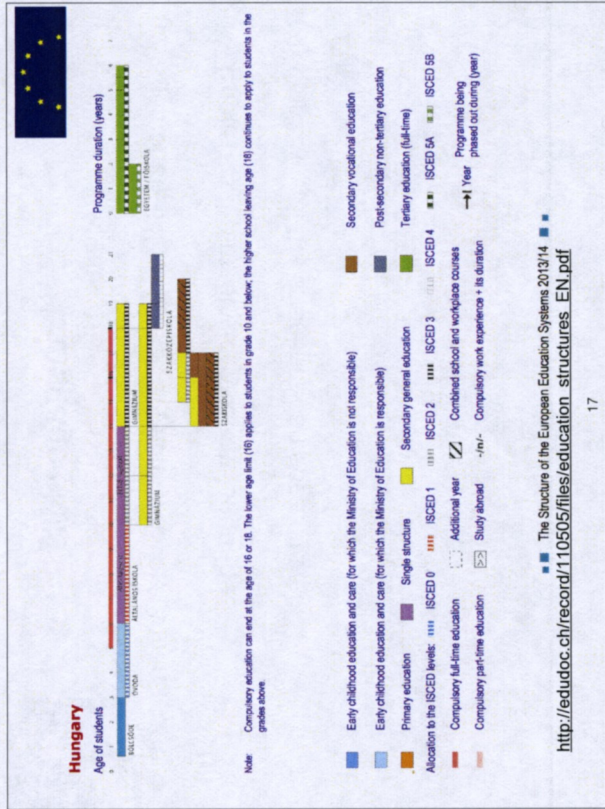 Hungary
Age of students
Programme duration (years)
BÖLCSŐDE
ÓVODA
ÁLTALÁNOS ISKOLA
GIMNÁZIUM
GIMNÁZIUM
SZAKKÖZÉPISKOLA
SZAKISKOLA
EGYETEM / FŐISKOLA
Note: Compulsory education can end at the age of 16 or 18. The lower age limit (16) applies to students in grade 10 and below; the higher school leaving age (18) continues to apply to students in the
grades above.
Early childhood education and care (for which the Ministry of Education is not responsible)
Secondary vocational education
Early childhood education and care (for which the Ministry of Education is responsible)
Post-secondary non-tertiary education
Primary education
Single structure
Secondary general education
Tertiary education (full-time)
Allocation to the ISCED levels: ISCED 0 ISCED 1 ISCED 2 ISCED 3 ISCED 4 ISCED 5A ISCED 5B
Compulsory full-time education
Additional year
Combined school and workplace courses
Year
Programme being
phased out during (year)
Compulsory part-time education
>> Study abroad
-/n/- Compulsory work experience + its duration
The Structure of the European Education Systems 2013/14
http://edudoc.ch/record/110505/files/education_structures_EN.pdf
17